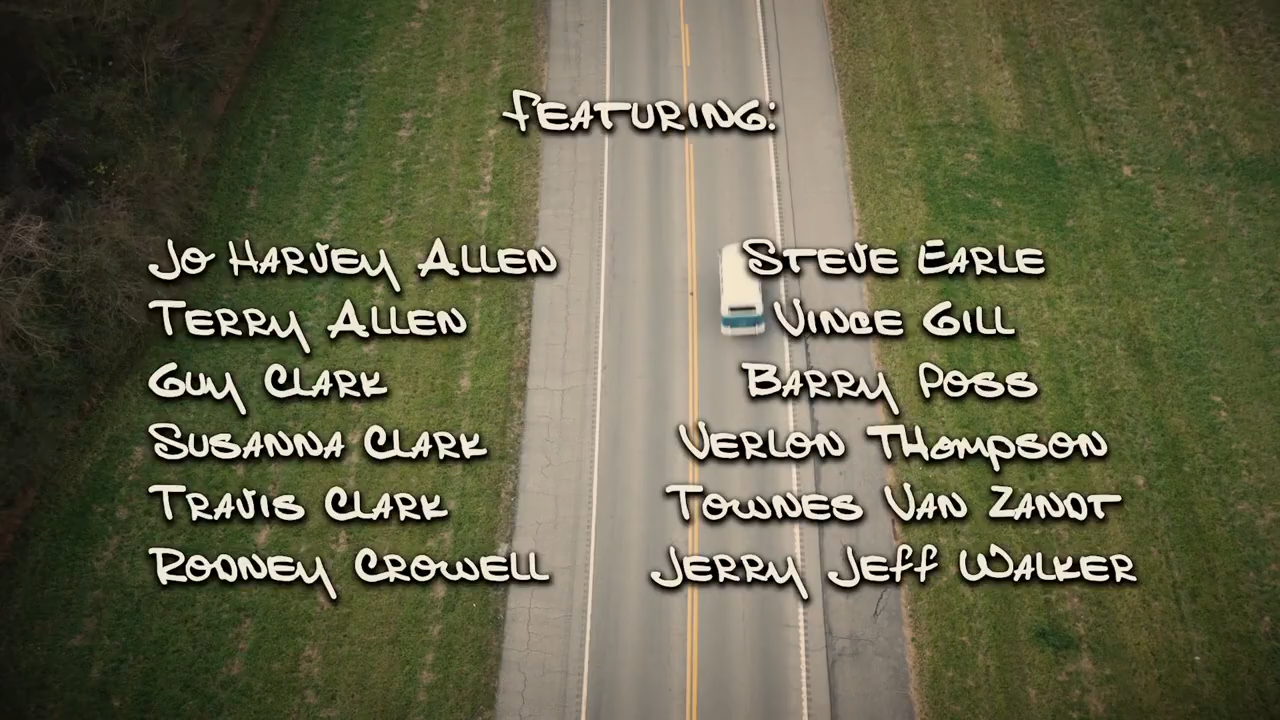 Featuring:
Jo Harvey Allen
Terry Allen
Guy Clark
Susanna Clark
Travis Clark
Rodney Crowell
Steve Earle
Vince Gill
Barry Poss
Verlon Thompson
Townes Van Zandt
Jerry Jeff Walker